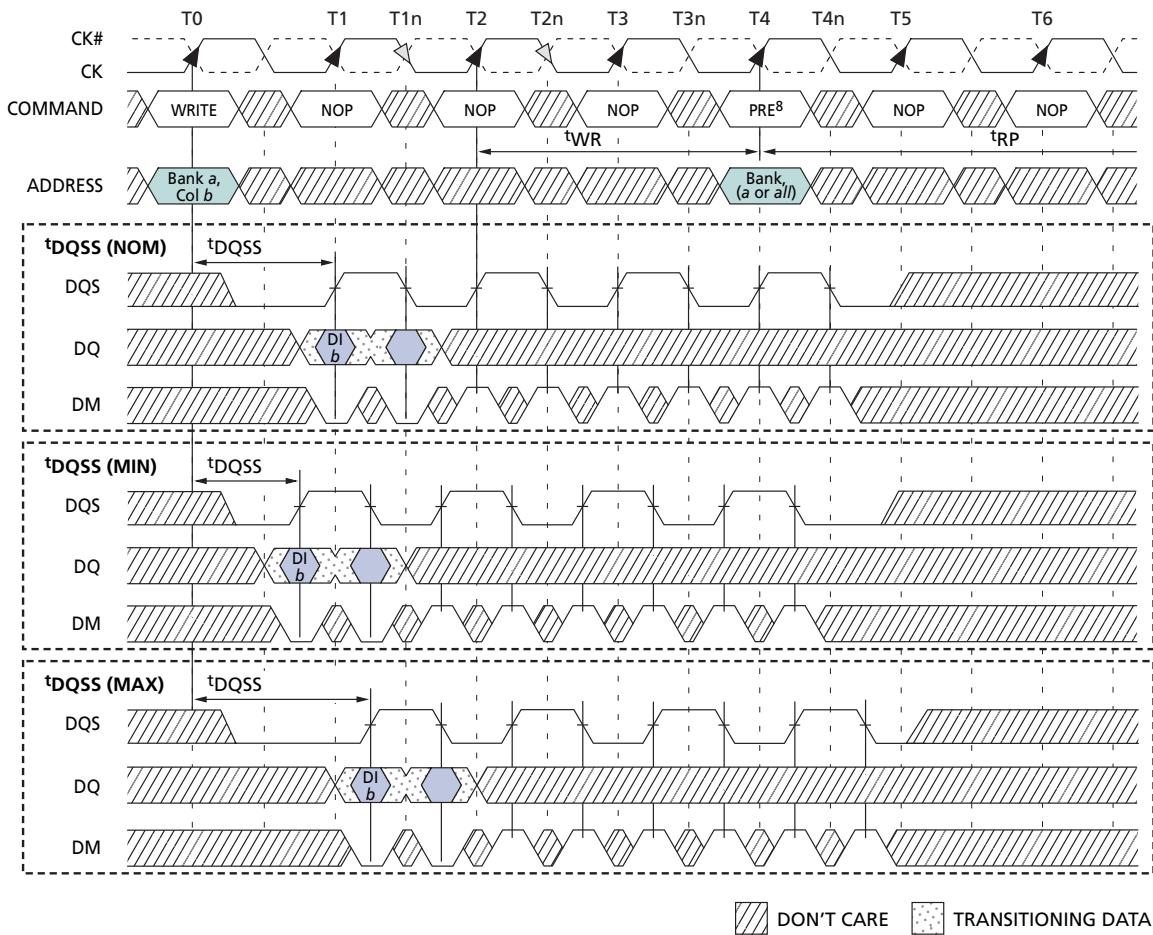 T0 T1 T1n T2 T2n T3 T3n T4 T4n T5 T6
CK#
CK
COMMAND WRITE NOP NOP NOP PRE8 NOP NOP
tWR tRP
ADDRESS Bank a, Col b Bank, (a or all)
tDQSS (NOM) tDQSS
DQS
DQ DI b
DM
tDQSS (MIN) tDQSS
DQS
DQ DI b
DM
tDQSS (MAX) tDQSS
DQS
DQ DI b
DM
DON'T CARE TRANSITIONING DATA